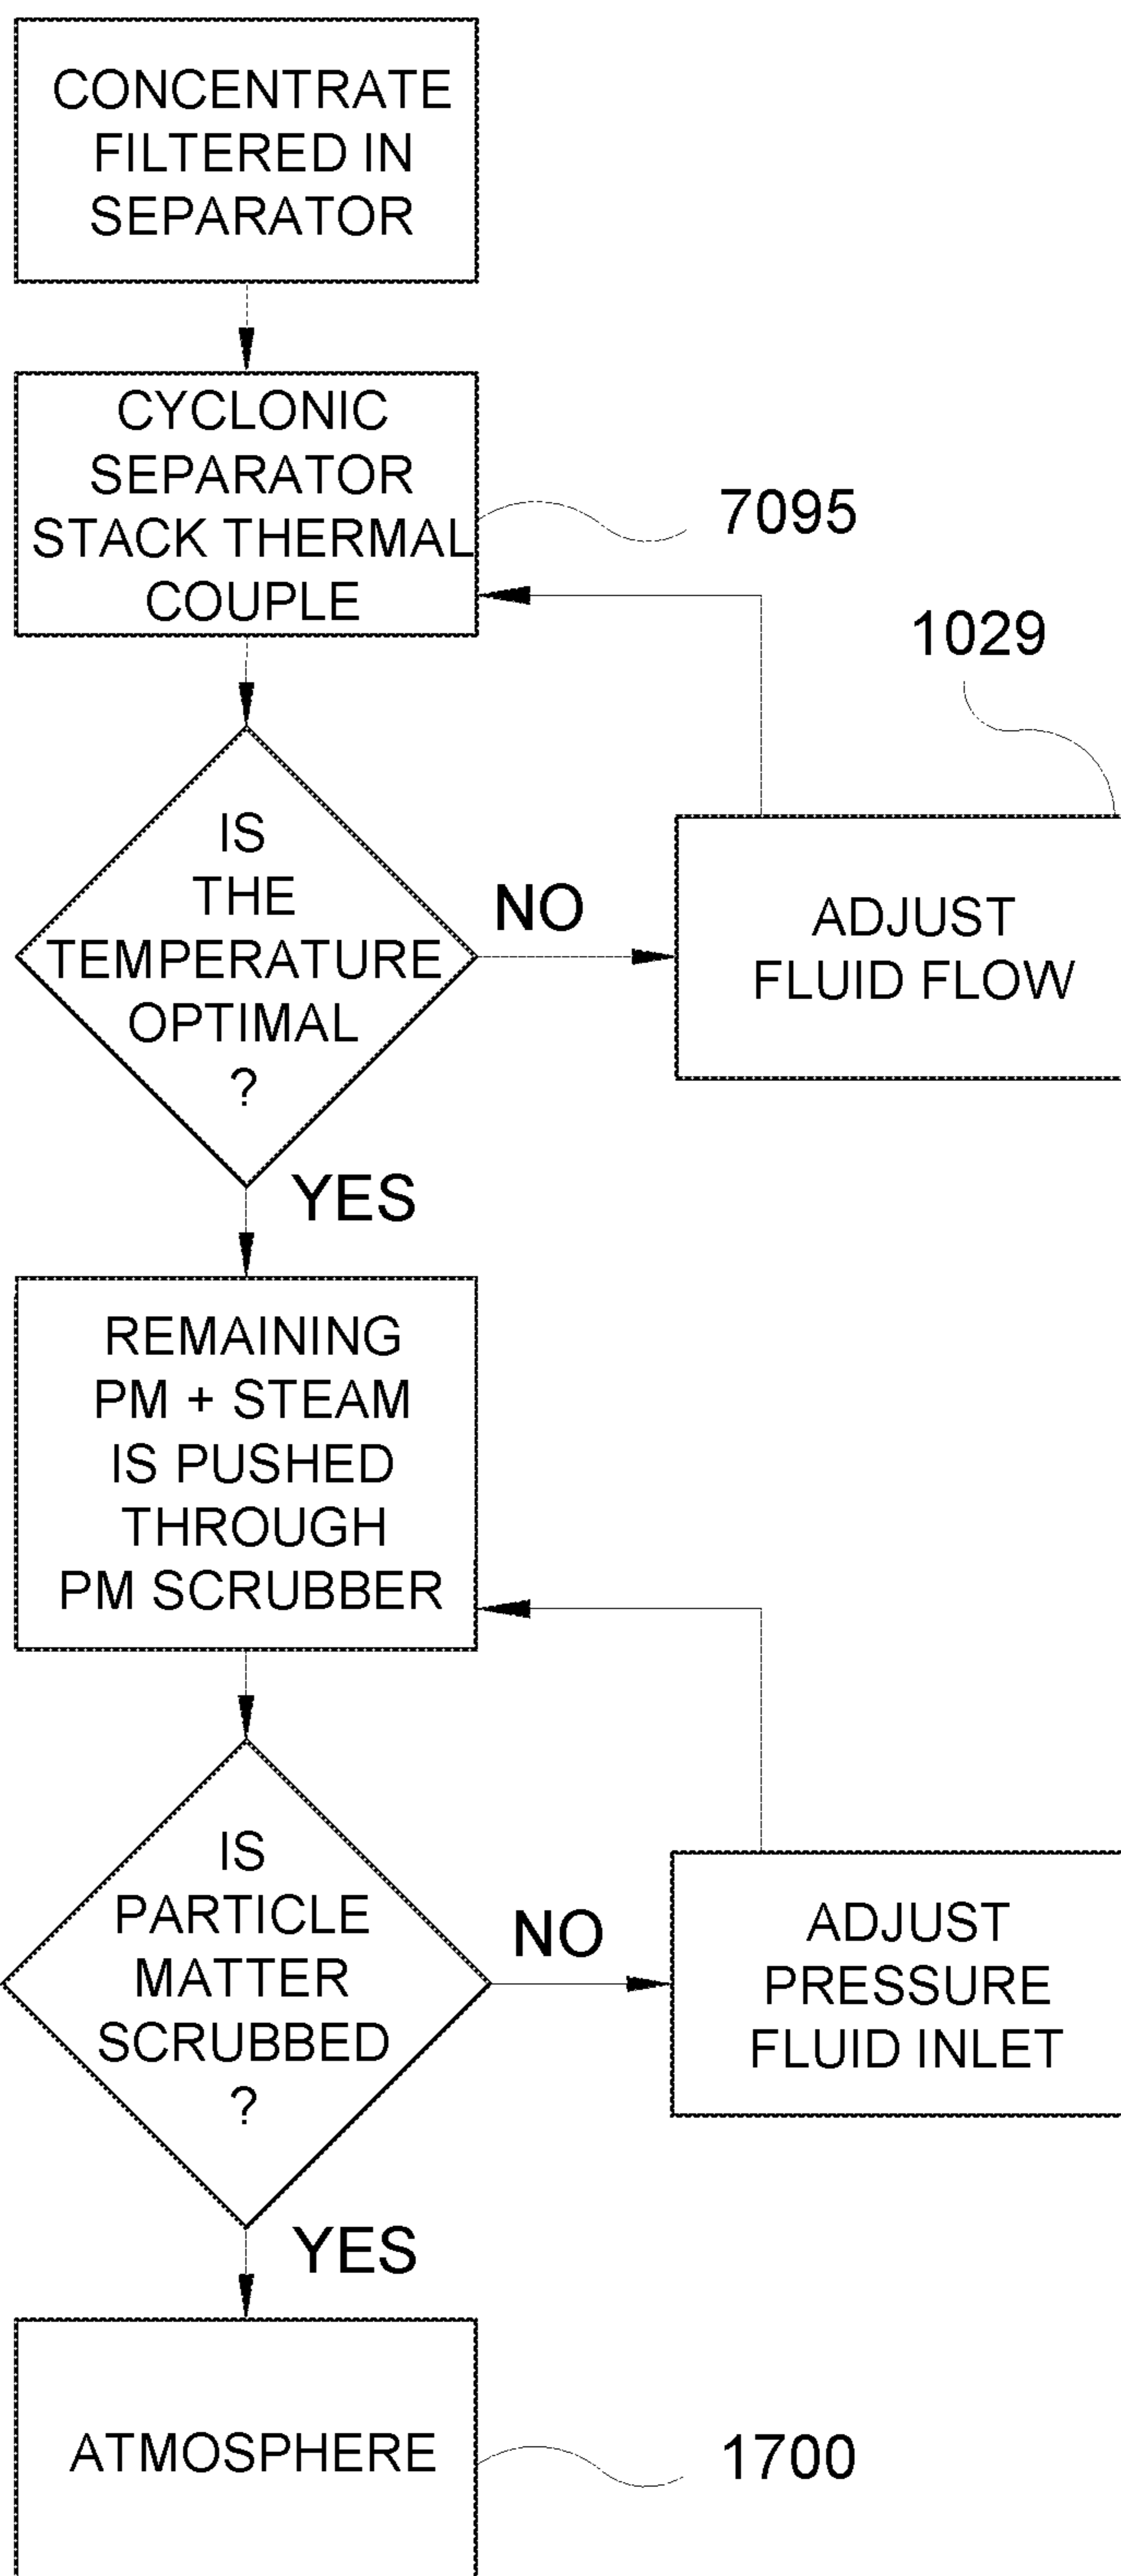 CONCENTRATE
FILTERED IN
SEPARATOR
CYCLONIC
SEPARATOR
STACK THERMAL
COUPLE
7095
1029
IS
THE
TEMPERATURE
OPTIMAL
?
NO
ADJUST
FLUID FLOW
YES
REMAINING
PM + STEAM
IS PUSHED
THROUGH
PM SCRUBBER
IS
PARTICLE
MATTER
SCRUBBED
?
NO
ADJUST
PRESSURE
FLUID INLET
YES
ATMOSPHERE
1700